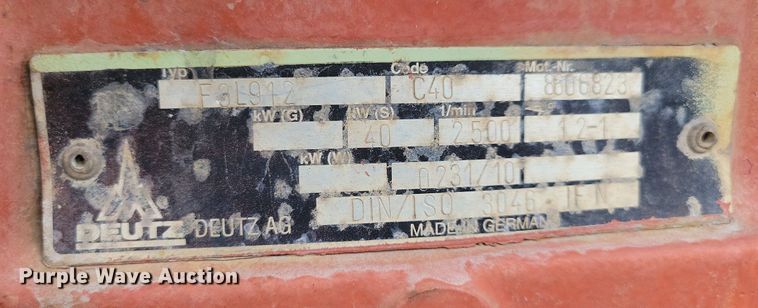 Typ Code Mot.-Nr.
F3L912 C40 8806823
kW (G) kW (S) 1/min
40 2500 12-1
kW (M)
0231/10
DIN/ISO 3046 IFN
DEUTZ DEUTZ AG MADE IN GERMANY
Purple Wave Auction